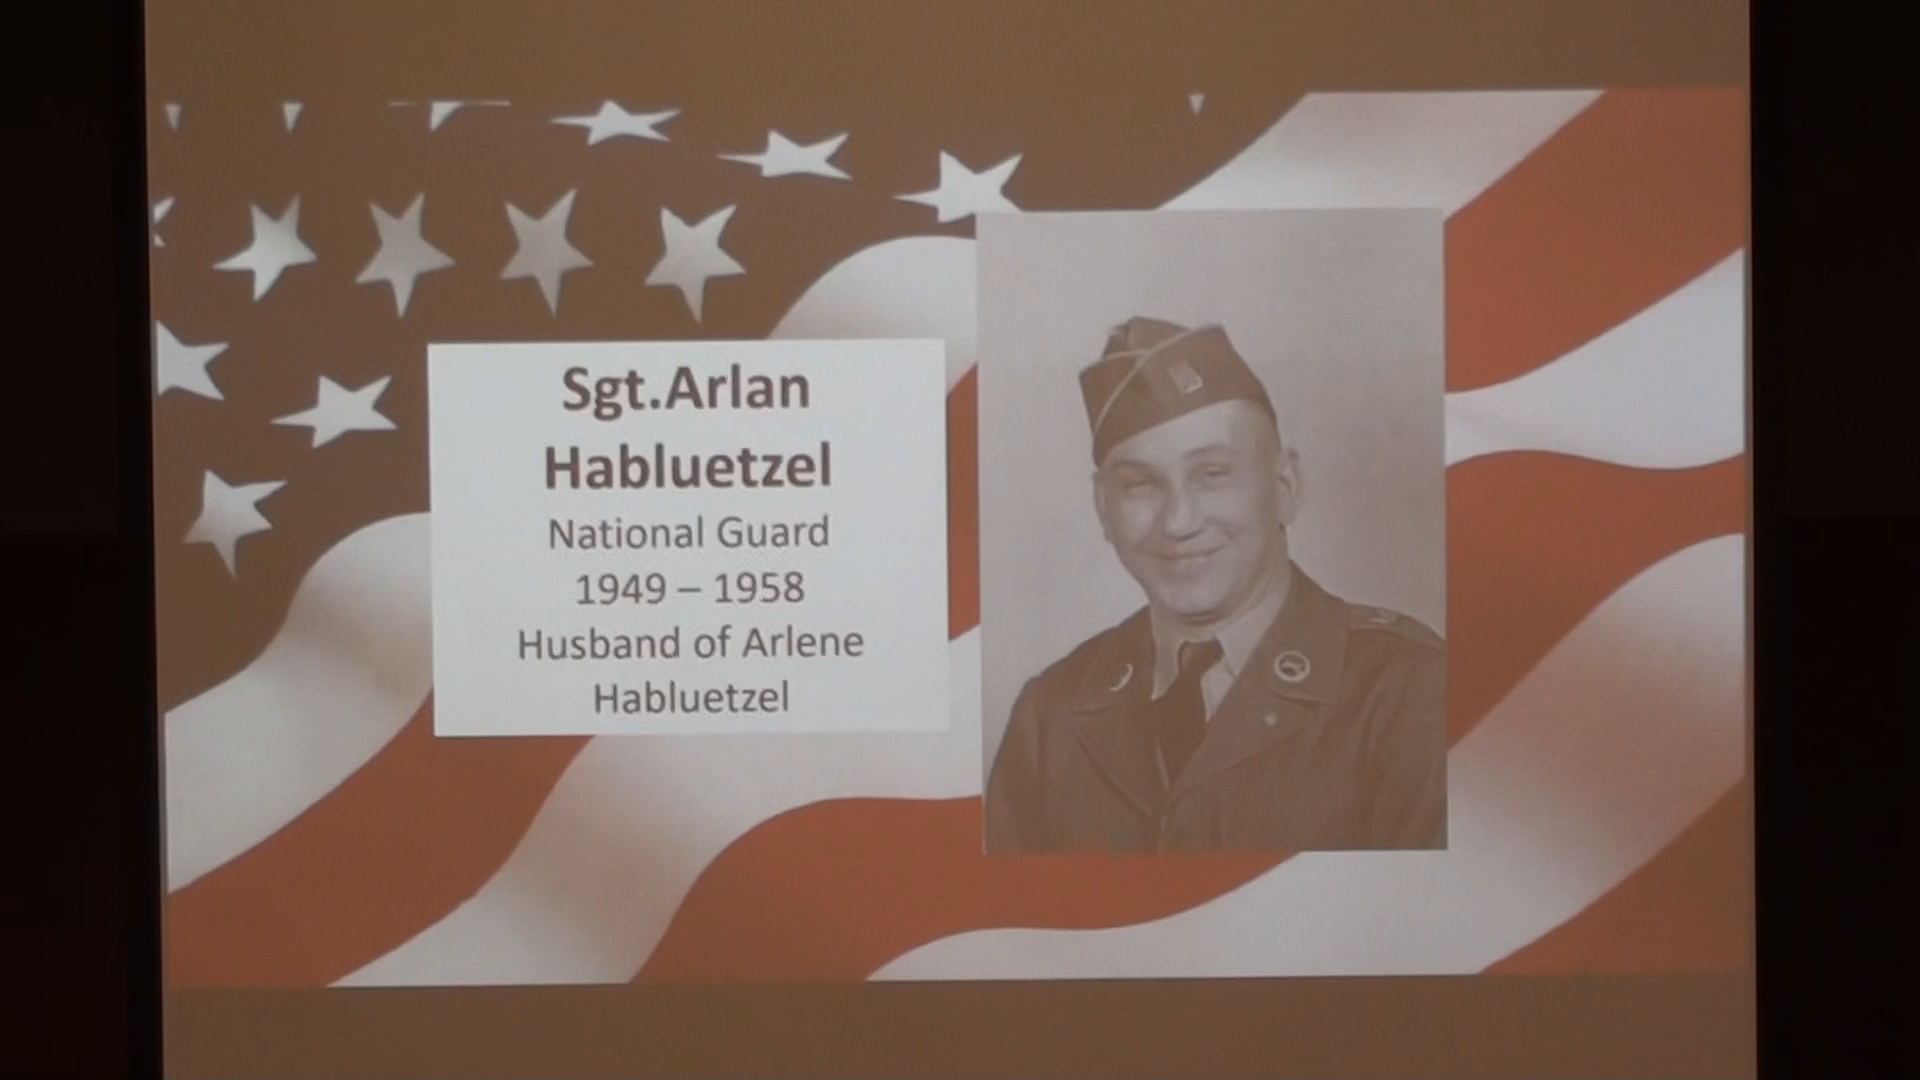 Sgt.Arlan
Habluetzel
National Guard
1949 – 1958
Husband of Arlene
Habluetzel